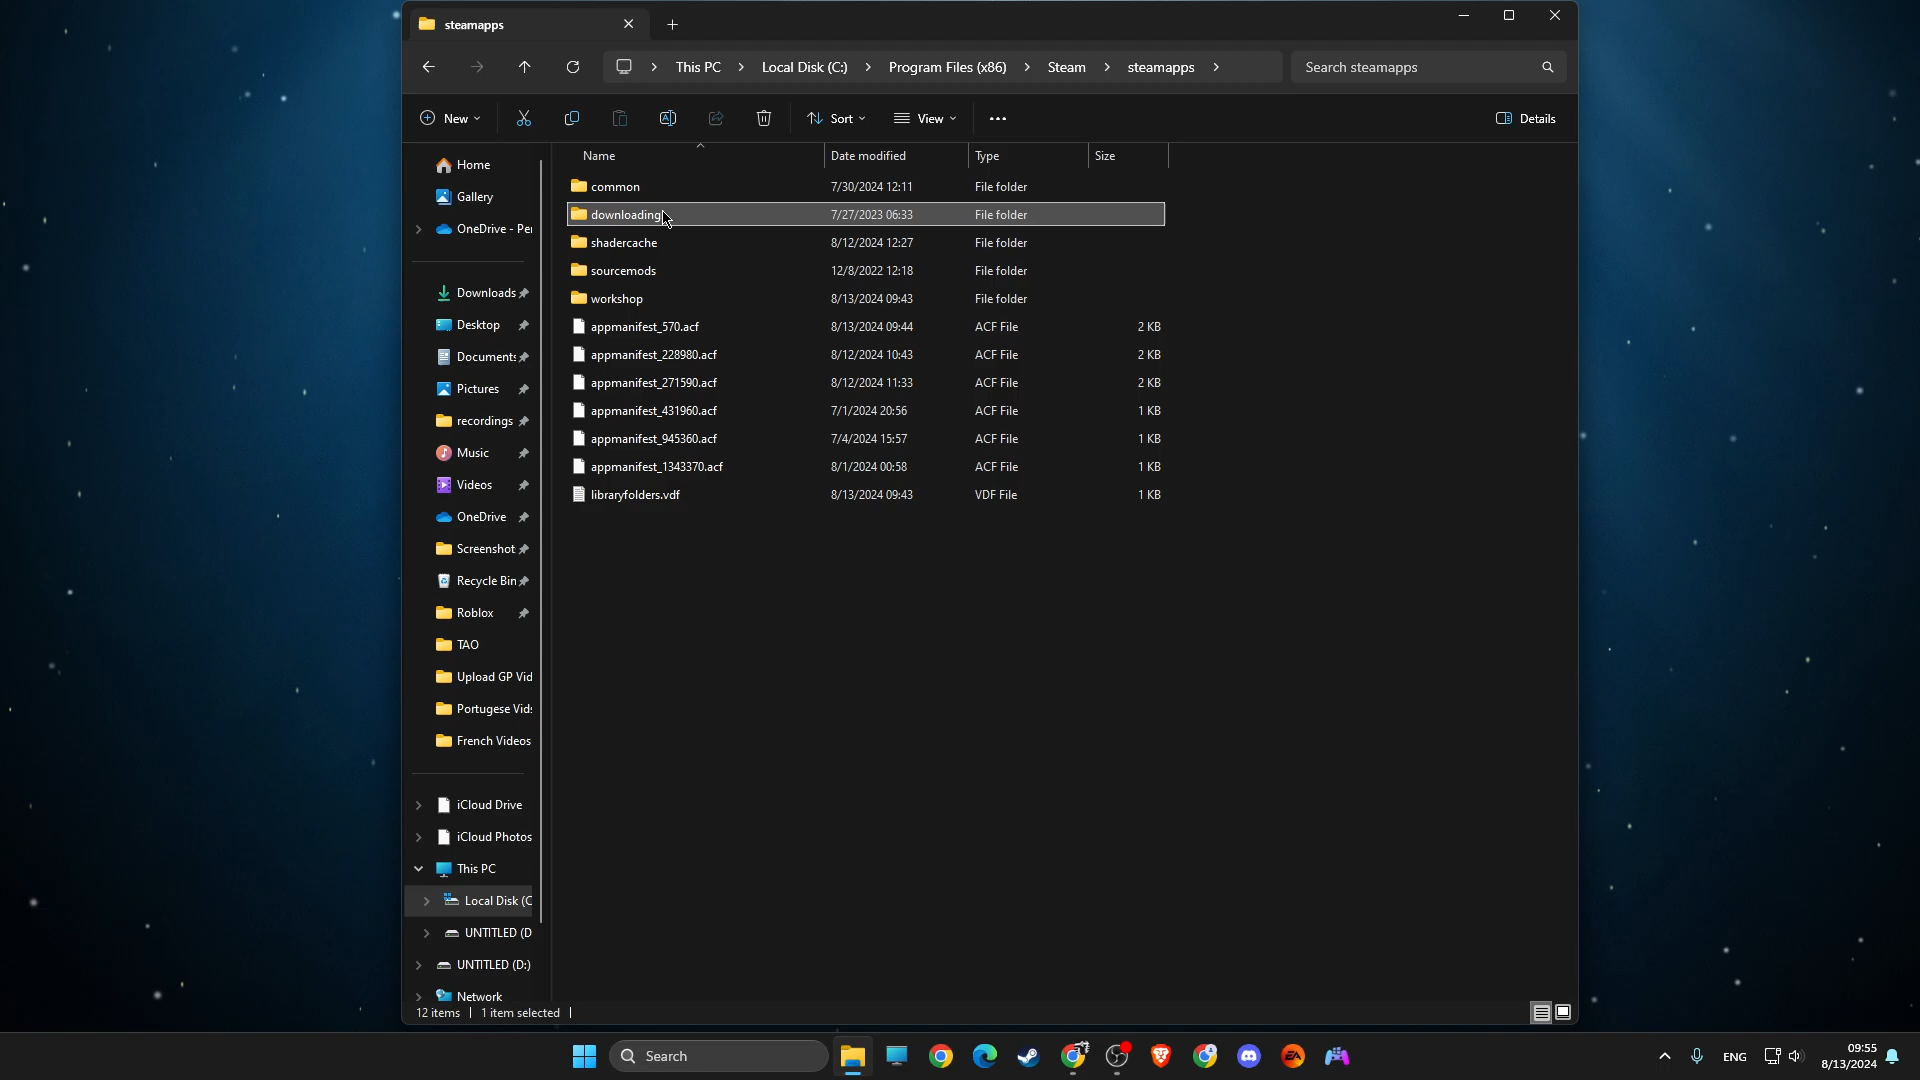 steamapps
This PC
Local Disk (C:)
Program Files (x86)
Steam
steamapps
Search steamapps
New
Sort
View
Details
Name
Date modified
Type
Size
common 7/30/2024 12:11 File folder
downloading 7/27/2023 06:33 File folder
shadercache 8/12/2024 12:27 File folder
sourcemods 12/8/2022 12:18 File folder
workshop 8/13/2024 09:43 File folder
appmanifest_570.acf 8/13/2024 09:44 ACF File 2 KB
appmanifest_228980.acf 8/12/2024 10:43 ACF File 2 KB
appmanifest_271590.acf 8/12/2024 11:33 ACF File 2 KB
appmanifest_431960.acf 7/1/2024 20:56 ACF File 1 KB
appmanifest_945360.acf 7/4/2024 15:57 ACF File 1 KB
appmanifest_1343370.acf 8/1/2024 00:58 ACF File 1 KB
libraryfolders.vdf 8/13/2024 09:43 VDF File 1 KB
Home
Gallery
OneDrive - Per
Downloads
Desktop
Documents
Pictures
recordings
Music
Videos
OneDrive
Screenshot
Recycle Bin
Roblox
TAO
Upload GP Vid
Portugese Vids
French Videos
iCloud Drive
iCloud Photos
This PC
Local Disk (C
UNTITLED (D
UNTITLED (D:)
Network
12 items
1 item selected
Search
ENG
09:55
8/13/2024